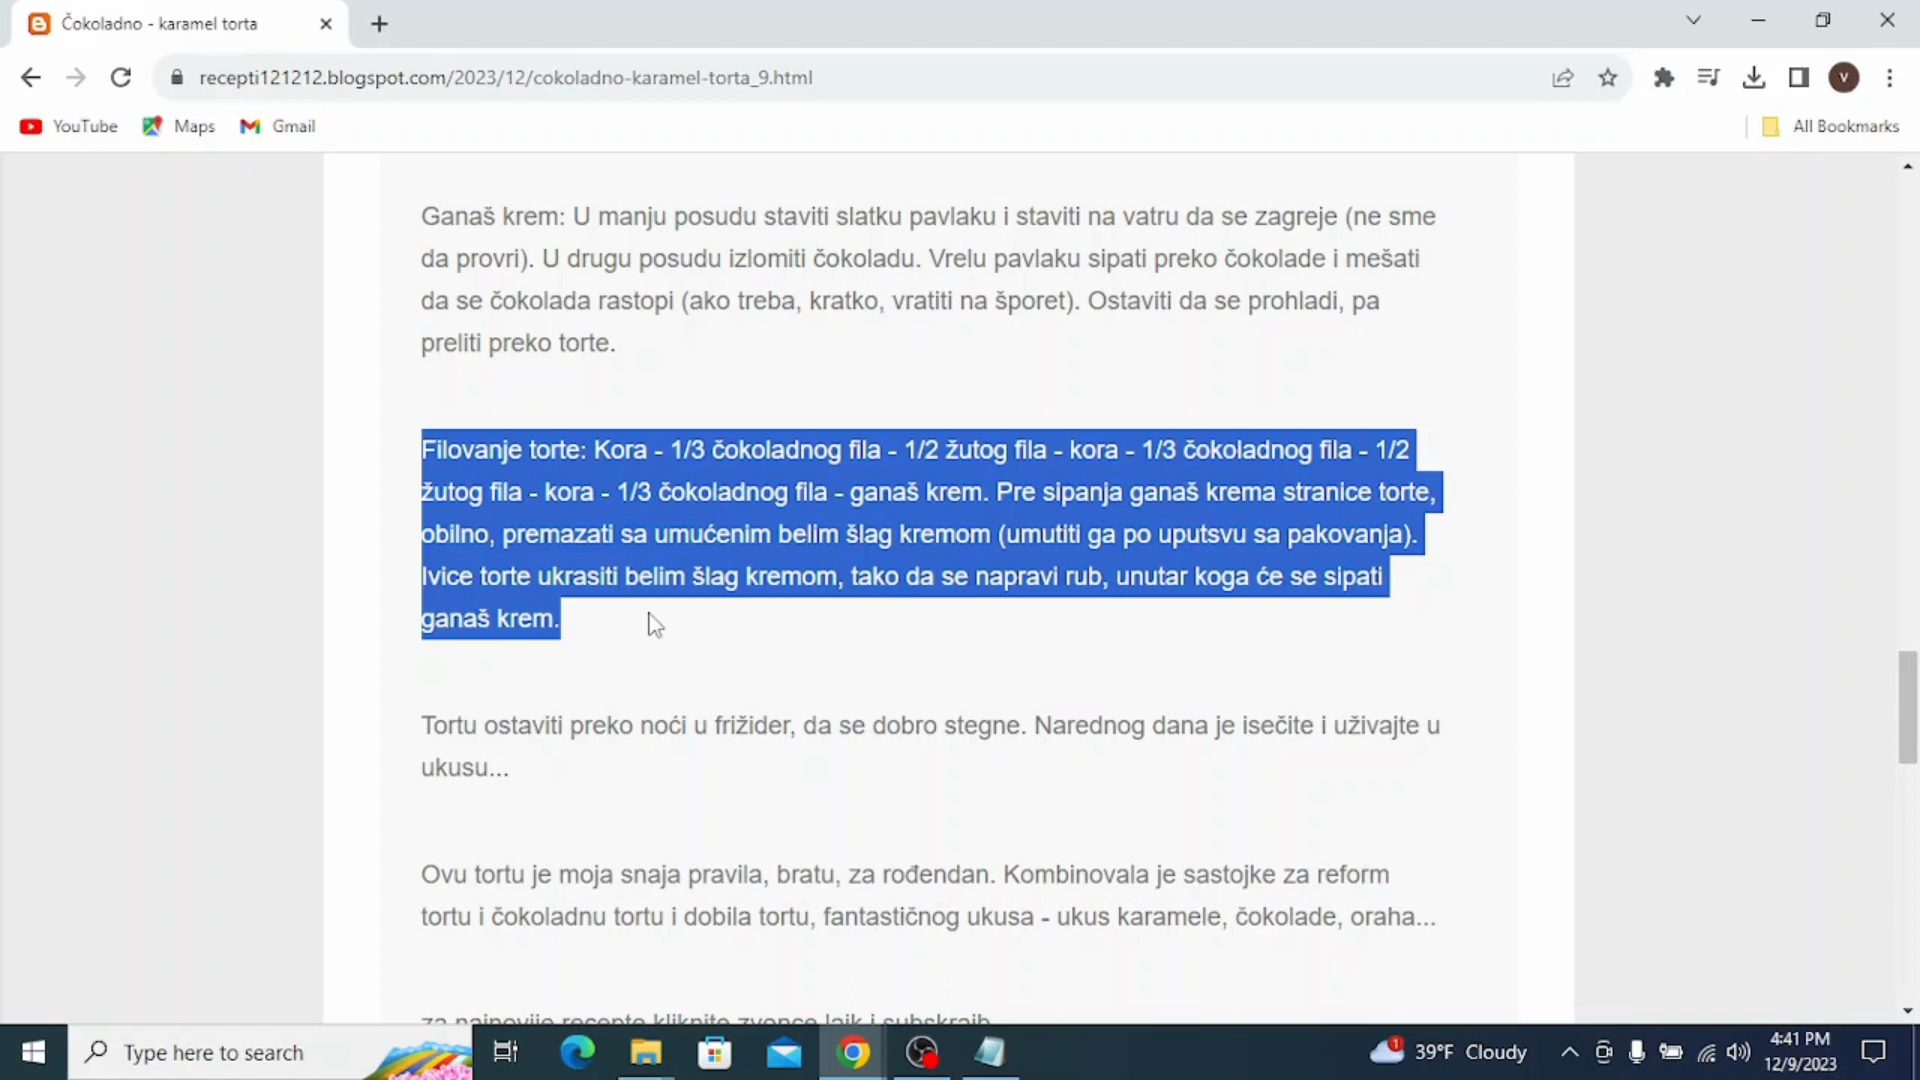 Čokoladno - karamel torta
recepti121212.blogspot.com/2023/12/cokoladno-karamel-torta_9.html
V
YouTube
Maps
Gmail
All Bookmarks
Ganaš krem: U manju posudu staviti slatku pavlaku i staviti na vatru da se zagreje (ne sme
da provri). U drugu posudu izlomiti čokoladu. Vrelu pavlaku sipati preko čokolade i mešati
da se čokolada rastopi (ako treba, kratko, vratiti na šporet). Ostaviti da se prohladi, pa
preliti preko torte.
Filovanje torte: Kora - 1/3 čokoladnog fila - 1/2 žutog fila - kora - 1/3 čokoladnog fila - 1/2
žutog fila - kora - 1/3 čokoladnog fila - ganaš krem. Pre sipanja ganaš krema stranice torte,
obilno, premazati sa umućenim belim šlag kremom (umutiti ga po uputsvu sa pakovanja).
Ivice torte ukrasiti belim šlag kremom, tako da se napravi rub, unutar koga će se sipati
ganaš krem.
Tortu ostaviti preko noći u frižider, da se dobro stegne. Narednog dana je isečite i uživajte u
ukusu...
Ovu tortu je moja snaja pravila, bratu, za rođendan. Kombinovala je sastojke za reform
tortu i čokoladnu tortu i dobila tortu, fantastičnog ukusa - ukus karamele, čokolade, oraha...
za najnovije recepte kliknite zvonce lajk i subskrajb
Type here to search
1
39°F Cloudy
4:41 PM
12/9/2023